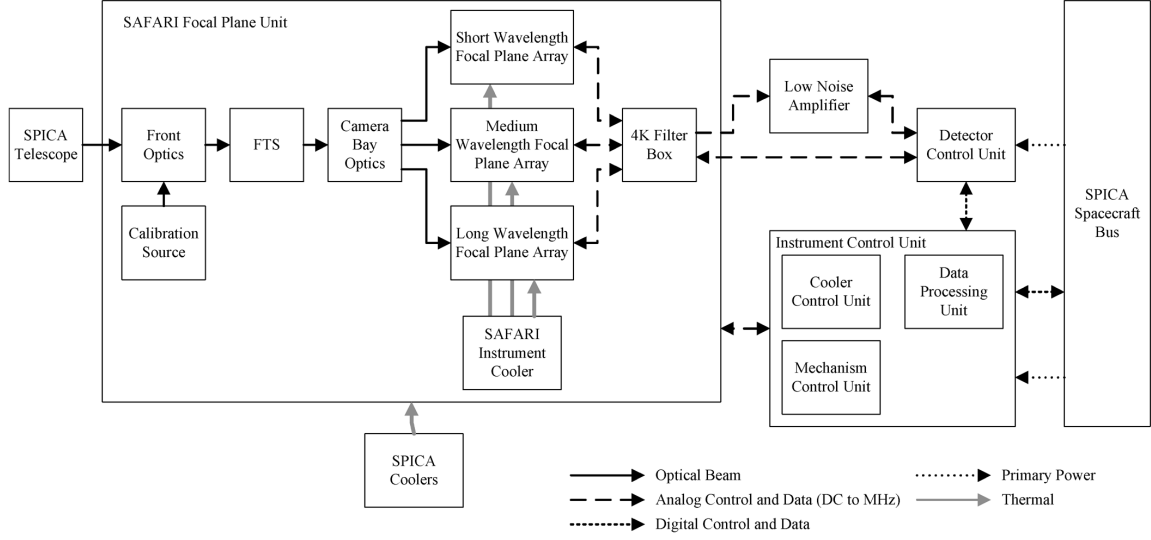 SAFARI Focal Plane Unit
Short Wavelength
Focal Plane Array
SPICA
Telescope
Front
Optics
FTS
Camera
Bay
Optics
Medium
Wavelength Focal
Plane Array
4K Filter
Box
Low Noise
Amplifier
Detector
Control Unit
SPICA
Spacecraft
Bus
Calibration
Source
Long Wavelength
Focal Plane Array
Instrument Control Unit
Cooler
Control Unit
Data
Processing
Unit
SAFARI
Instrument
Cooler
Mechanism
Control Unit
SPICA
Coolers
Optical Beam
Analog Control and Data (DC to MHz)
Digital Control and Data
Primary Power
Thermal